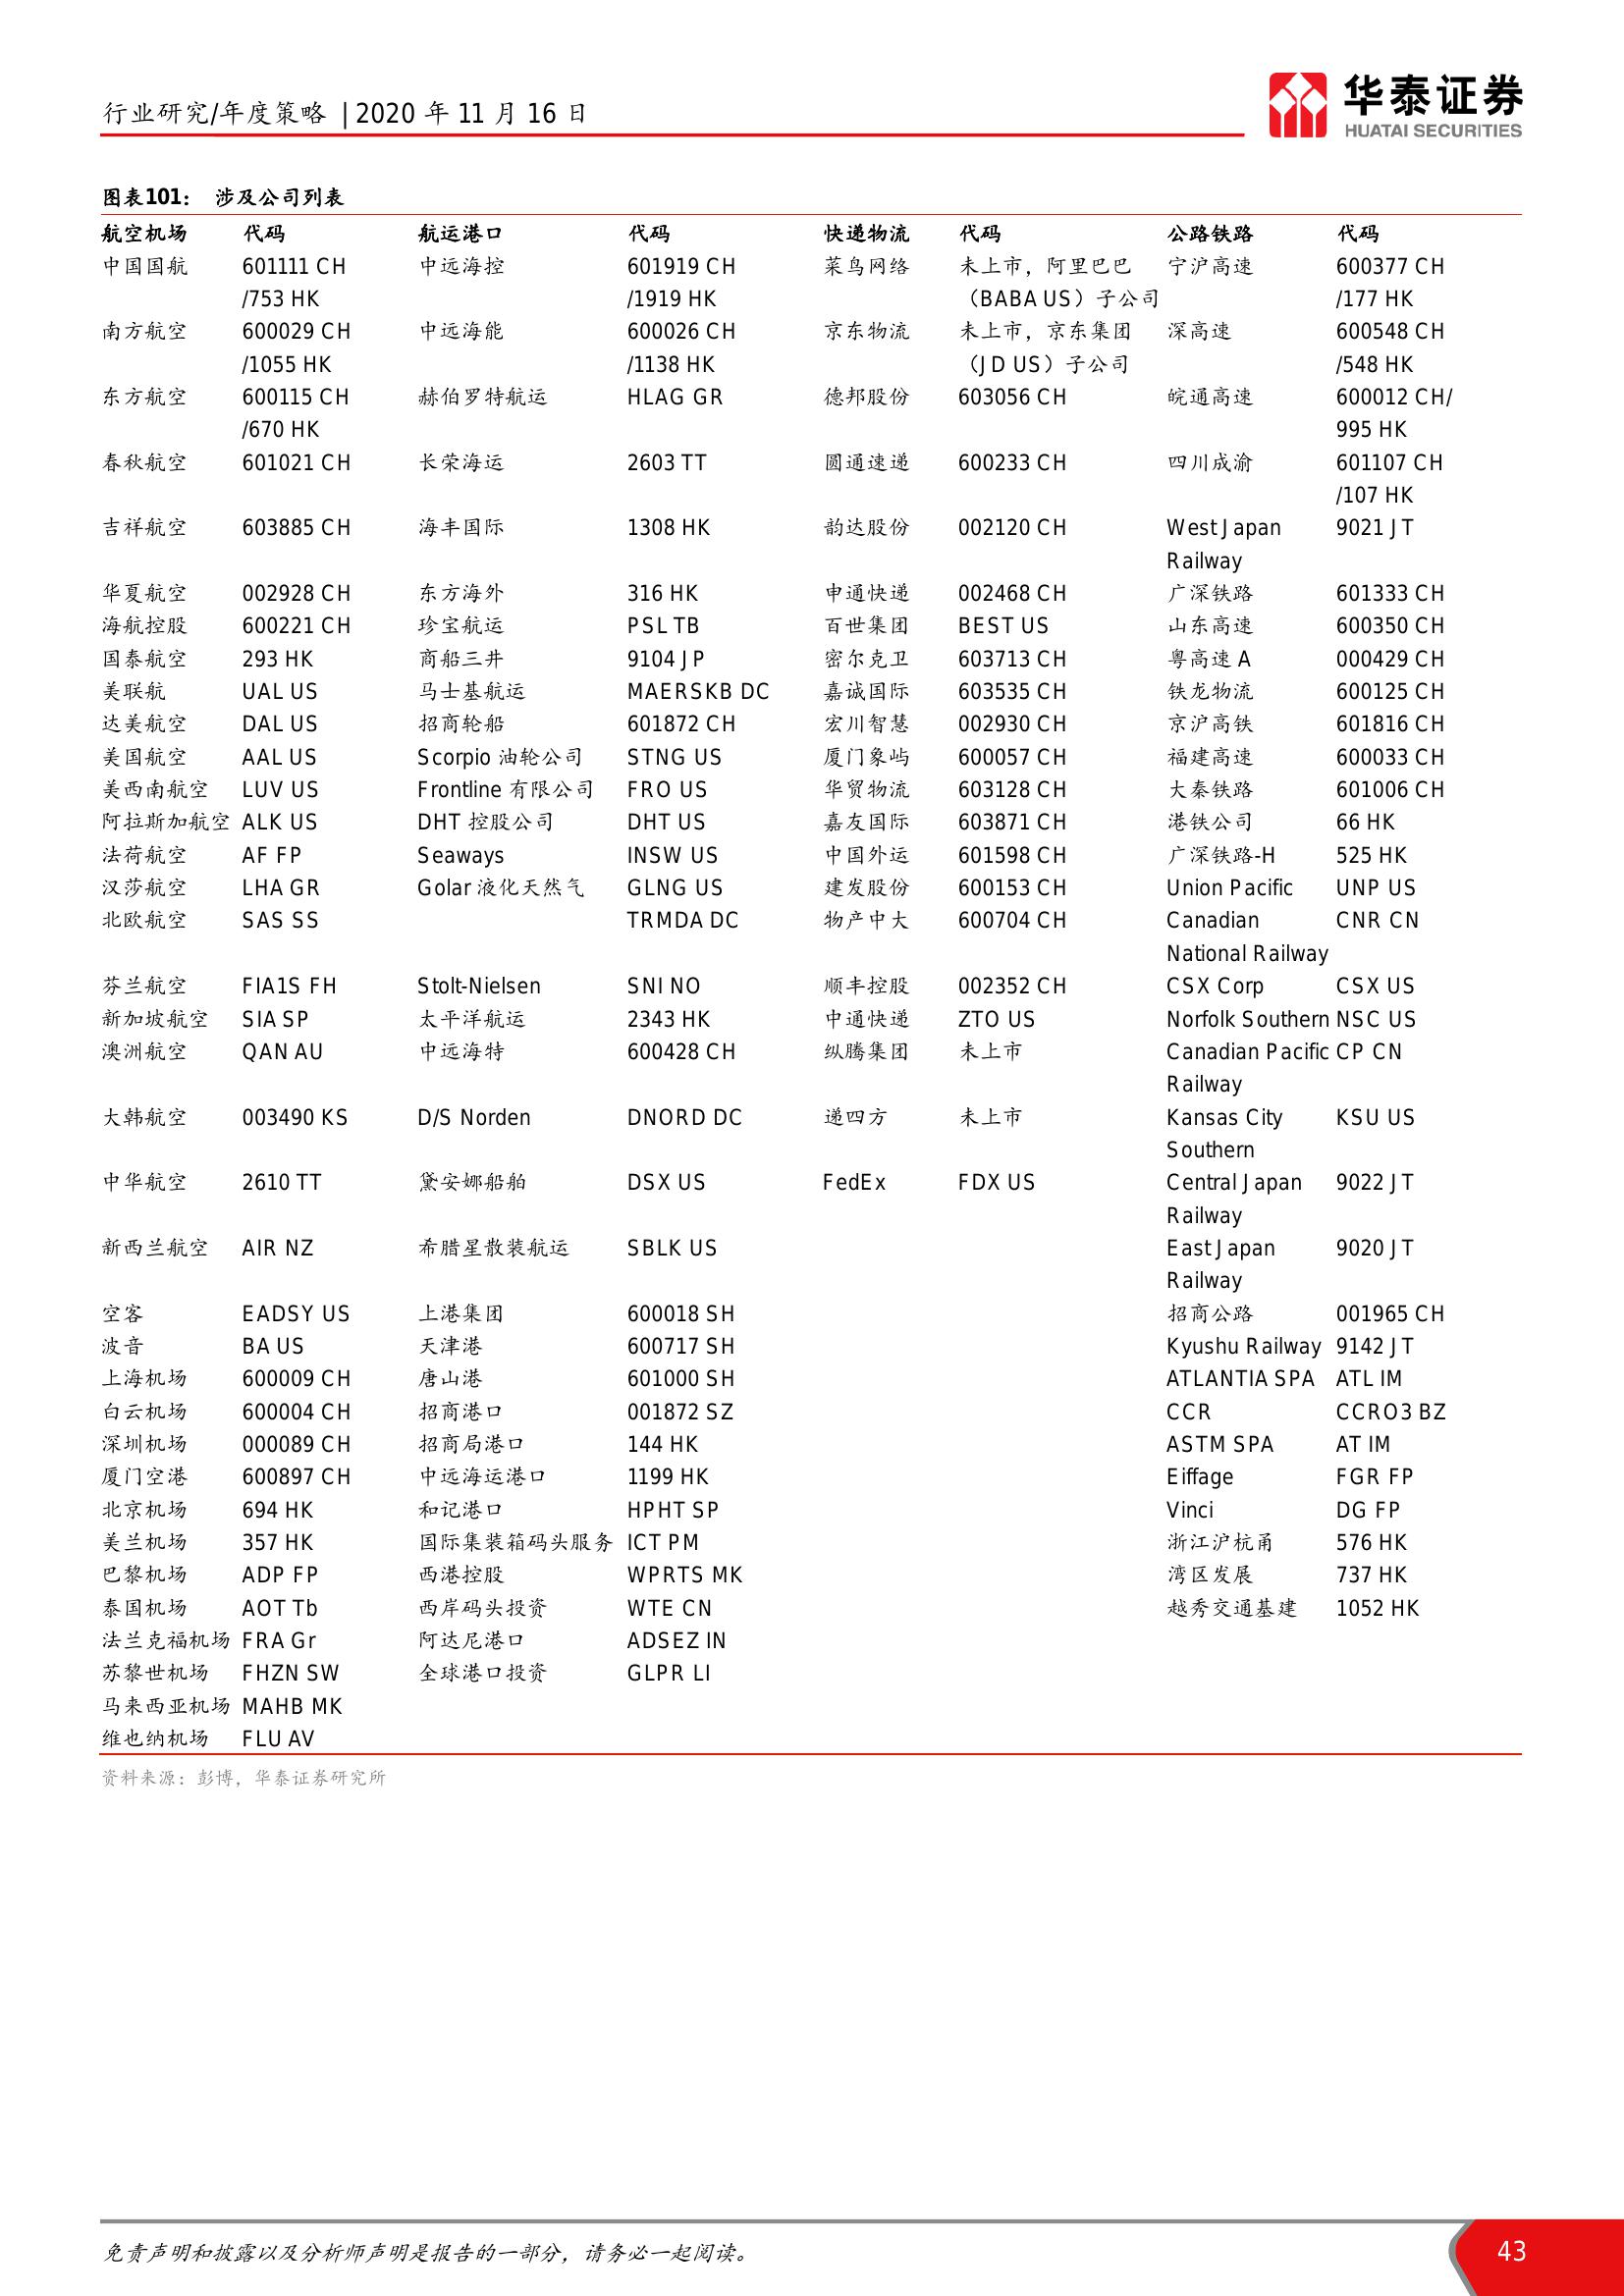 行业研究/年度策略 | 2020 年 11 月 16 日
华泰证券
HUATAI SECURITIES
图表101： 涉及公司列表
航空机场 代码 航运港口 代码 快递物流 代码 公路铁路 代码
中国国航 601111 CH 中远海控 601919 CH 菜鸟网络 未上市，阿里巴巴 宁沪高速 600377 CH
/753 HK /1919 HK （BABA US）子公司 /177 HK
南方航空 600029 CH 中远海能 600026 CH 京东物流 未上市，京东集团 深高速 600548 CH
/1055 HK /1138 HK （JD US）子公司 /548 HK
东方航空 600115 CH 赫伯罗特航运 HLAG GR 德邦股份 603056 CH 皖通高速 600012 CH/
/670 HK 995 HK
春秋航空 601021 CH 长荣海运 2603 TT 圆通速递 600233 CH 四川成渝 601107 CH
/107 HK
吉祥航空 603885 CH 海丰国际 1308 HK 韵达股份 002120 CH West Japan 9021 JT
Railway
华夏航空 002928 CH 东方海外 316 HK 申通快递 002468 CH 广深铁路 601333 CH
海航控股 600221 CH 珍宝航运 PSL TB 百世集团 BEST US 山东高速 600350 CH
国泰航空 293 HK 商船三井 9104 JP 密尔克卫 603713 CH 粤高速 A 000429 CH
美联航 UAL US 马士基航运 MAERSKB DC 嘉诚国际 603535 CH 铁龙物流 600125 CH
达美航空 DAL US 招商轮船 601872 CH 宏川智慧 002930 CH 京沪高铁 601816 CH
美国航空 AAL US Scorpio 油轮公司 STNG US 厦门象屿 600057 CH 福建高速 600033 CH
美西南航空 LUV US Frontline 有限公司 FRO US 华贸物流 603128 CH 大秦铁路 601006 CH
阿拉斯加航空 ALK US DHT 控股公司 DHT US 嘉友国际 603871 CH 港铁公司 66 HK
法荷航空 AF FP Seaways INSW US 中国外运 601598 CH 广深铁路-H 525 HK
汉莎航空 LHA GR Golar 液化天然气 GLNG US 建发股份 600153 CH Union Pacific UNP US
北欧航空 SAS SS TRMDA DC 物产中大 600704 CH Canadian CNR CN
National Railway
芬兰航空 FIA1S FH Stolt-Nielsen SNI NO 顺丰控股 002352 CH CSX Corp CSX US
新加坡航空 SIA SP 太平洋航运 2343 HK 中通快递 ZTO US Norfolk Southern NSC US
澳洲航空 QAN AU 中远海特 600428 CH 纵腾集团 未上市 Canadian Pacific CP CN
Railway
大韩航空 003490 KS D/S Norden DNORD DC 递四方 未上市 Kansas City KSU US
Southern
中华航空 2610 TT 黛安娜船舶 DSX US FedEx FDX US Central Japan 9022 JT
Railway
新西兰航空 AIR NZ 希腊星散装航运 SBLK US East Japan 9020 JT
Railway
空客 EADSY US 上港集团 600018 SH 招商公路 001965 CH
波音 BA US 天津港 600717 SH Kyushu Railway 9142 JT
上海机场 600009 CH 唐山港 601000 SH ATLANTIA SPA ATL IM
白云机场 600004 CH 招商港口 001872 SZ CCR CCRO3 BZ
深圳机场 000089 CH 招商局港口 144 HK ASTM SPA AT IM
厦门空港 600897 CH 中远海运港口 1199 HK Eiffage FGR FP
北京机场 694 HK 和记港口 HPHT SP Vinci DG FP
美兰机场 357 HK 国际集装箱码头服务 ICT PM 浙江沪杭甬 576 HK
巴黎机场 ADP FP 西港控股 WPRTS MK 湾区发展 737 HK
泰国机场 AOT Tb 西岸码头投资 WTE CN 越秀交通基建 1052 HK
法兰克福机场 FRA Gr 阿达尼港口 ADSEZ IN
苏黎世机场 FHZN SW 全球港口投资 GLPR LI
马来西亚机场 MAHB MK
维也纳机场 FLU AV
资料来源：彭博，华泰证券研究所
免责声明和披露以及分析师声明是报告的一部分，请务必一起阅读。
43